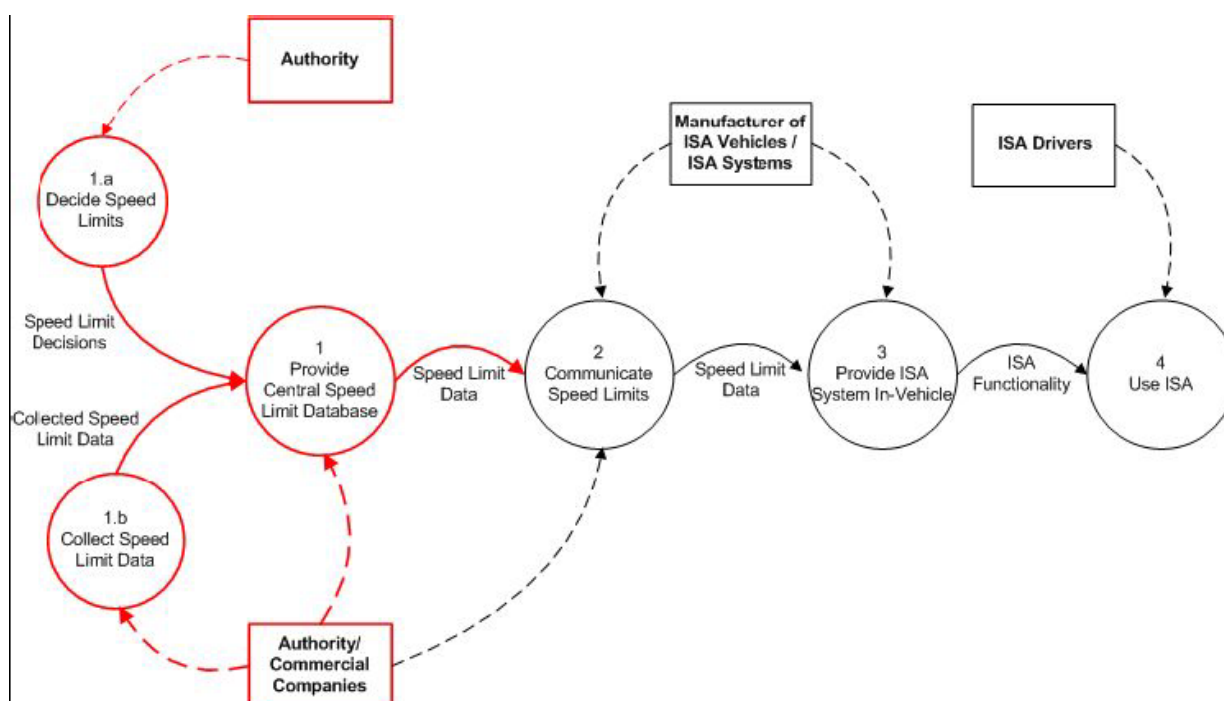 Authority
Manufacturer of
ISA Vehicles /
ISA Systems
ISA Drivers
1.a
Decide Speed
Limits
Speed Limit
Decisions
1
Provide
Central Speed
Limit Database
Speed Limit
Data
2
Communicate
Speed Limits
Speed Limit
Data
3
Provide ISA
System In-Vehicle
ISA
Functionality
4
Use ISA
Collected Speed
Limit Data
1.b
Collect Speed
Limit Data
Authority/
Commercial
Companies